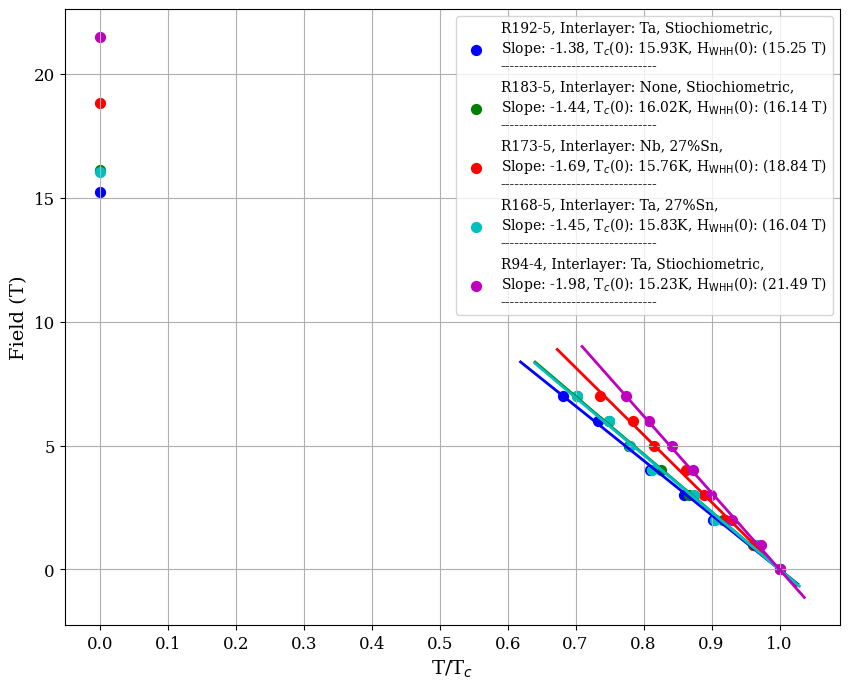 R192-5, Interlayer: Ta, Stiochiometric,
Slope: -1.38, Tc(0): 15.93K, HWHH(0): (15.25 T)
----------------------------------
R183-5, Interlayer: None, Stiochiometric,
Slope: -1.44, Tc(0): 16.02K, HWHH(0): (16.14 T)
----------------------------------
R173-5, Interlayer: Nb, 27%Sn,
Slope: -1.69, Tc(0): 15.76K, HWHH(0): (18.84 T)
----------------------------------
R168-5, Interlayer: Ta, 27%Sn,
Slope: -1.45, Tc(0): 15.83K, HWHH(0): (16.04 T)
----------------------------------
R94-4, Interlayer: Ta, Stiochiometric,
Slope: -1.98, Tc(0): 15.23K, HWHH(0): (21.49 T)
----------------------------------
Field (T)
20
15
10
5
0
0.0 0.1 0.2 0.3 0.4 0.5 0.6 0.7 0.8 0.9 1.0
T/Tc